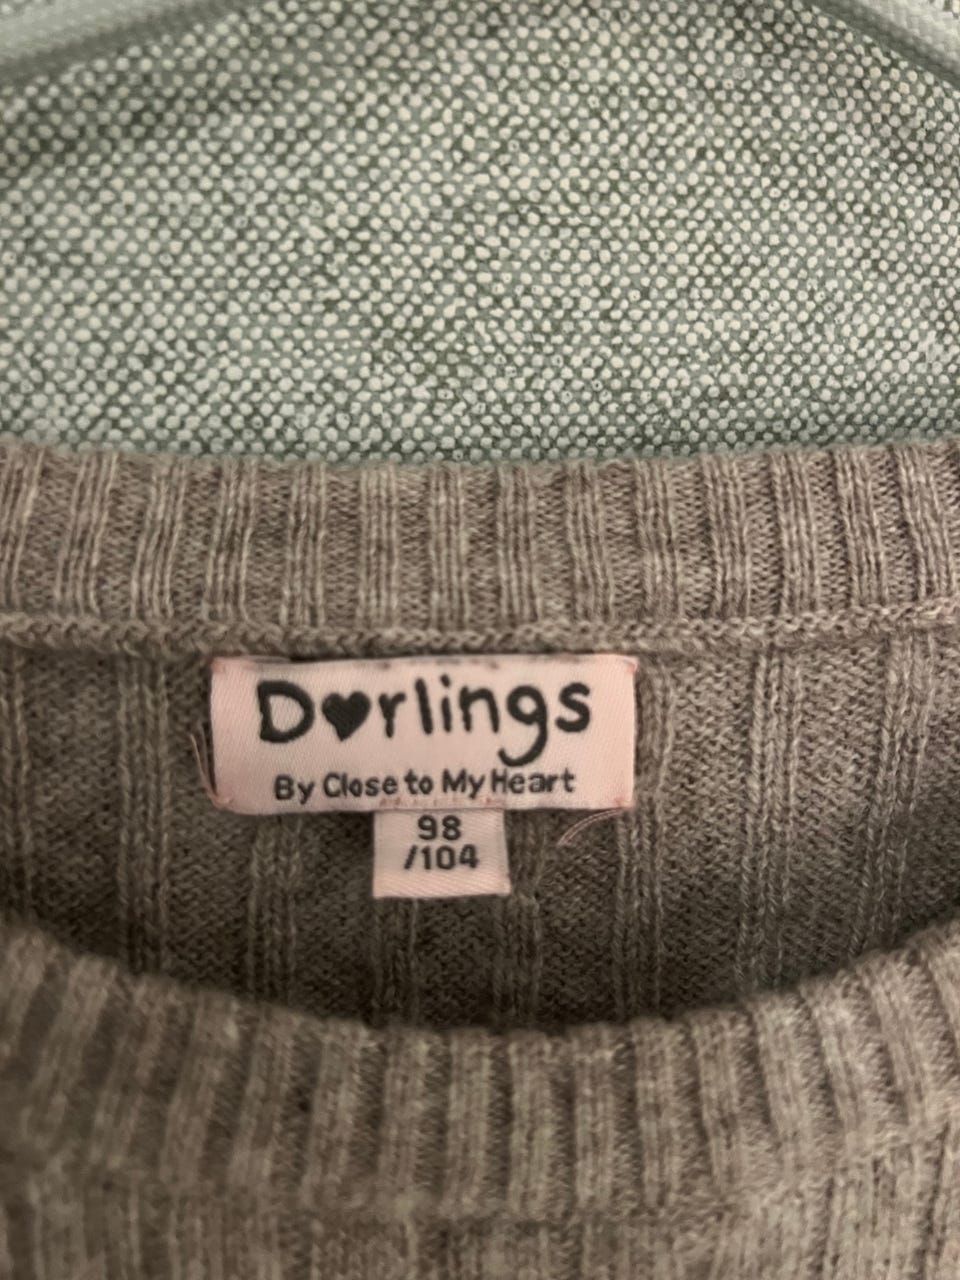 D♥rlings
By Close to My Heart
98
/104